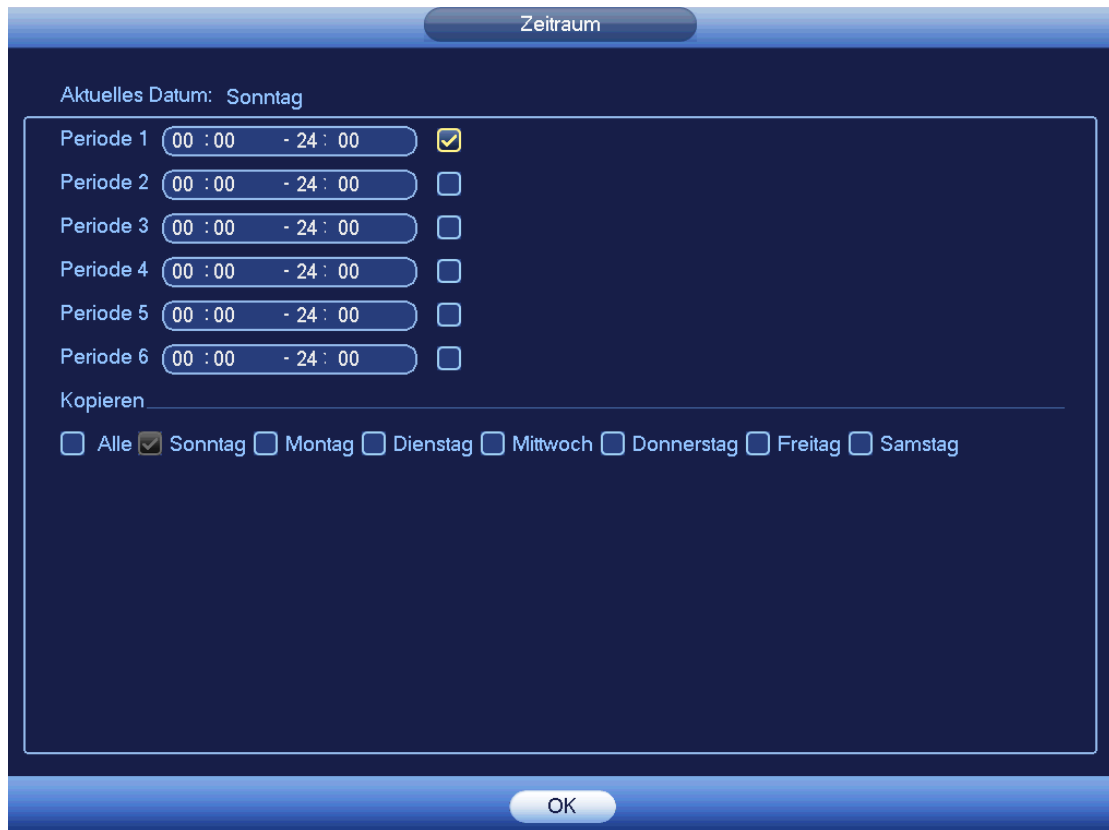 Zeitraum
Aktuelles Datum: Sonntag
Periode 1 00 :00 - 24 : 00
Periode 2 00 :00 - 24 : 00
Periode 3 00 :00 - 24 : 00
Periode 4 00 :00 - 24 : 00
Periode 5 00 :00 - 24 : 00
Periode 6 00 :00 - 24 : 00
Kopieren
Alle Sonntag Montag Dienstag Mittwoch Donnerstag Freitag Samstag
OK